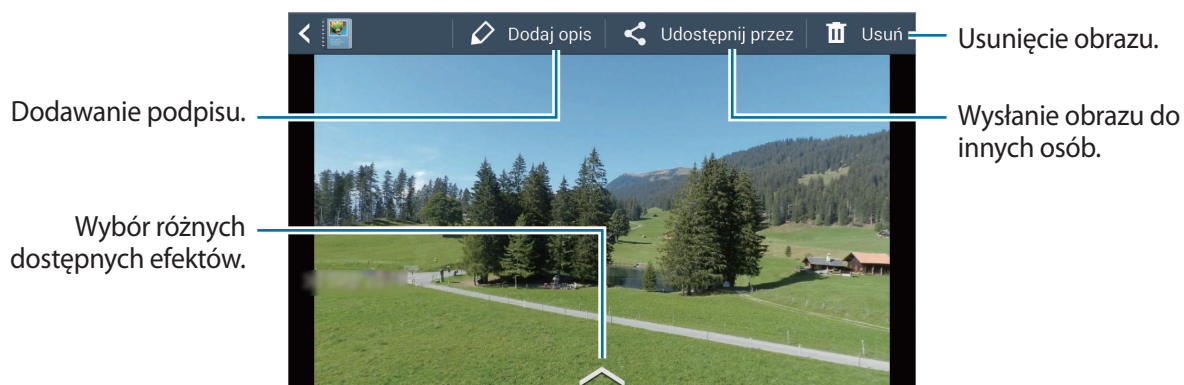 Dodaj opis
Udostępnij przez
Usuń
Usunięcie obrazu.
Dodawanie podpisu.
Wysłanie obrazu do
innych osób.
Wybór różnych
dostępnych efektów.